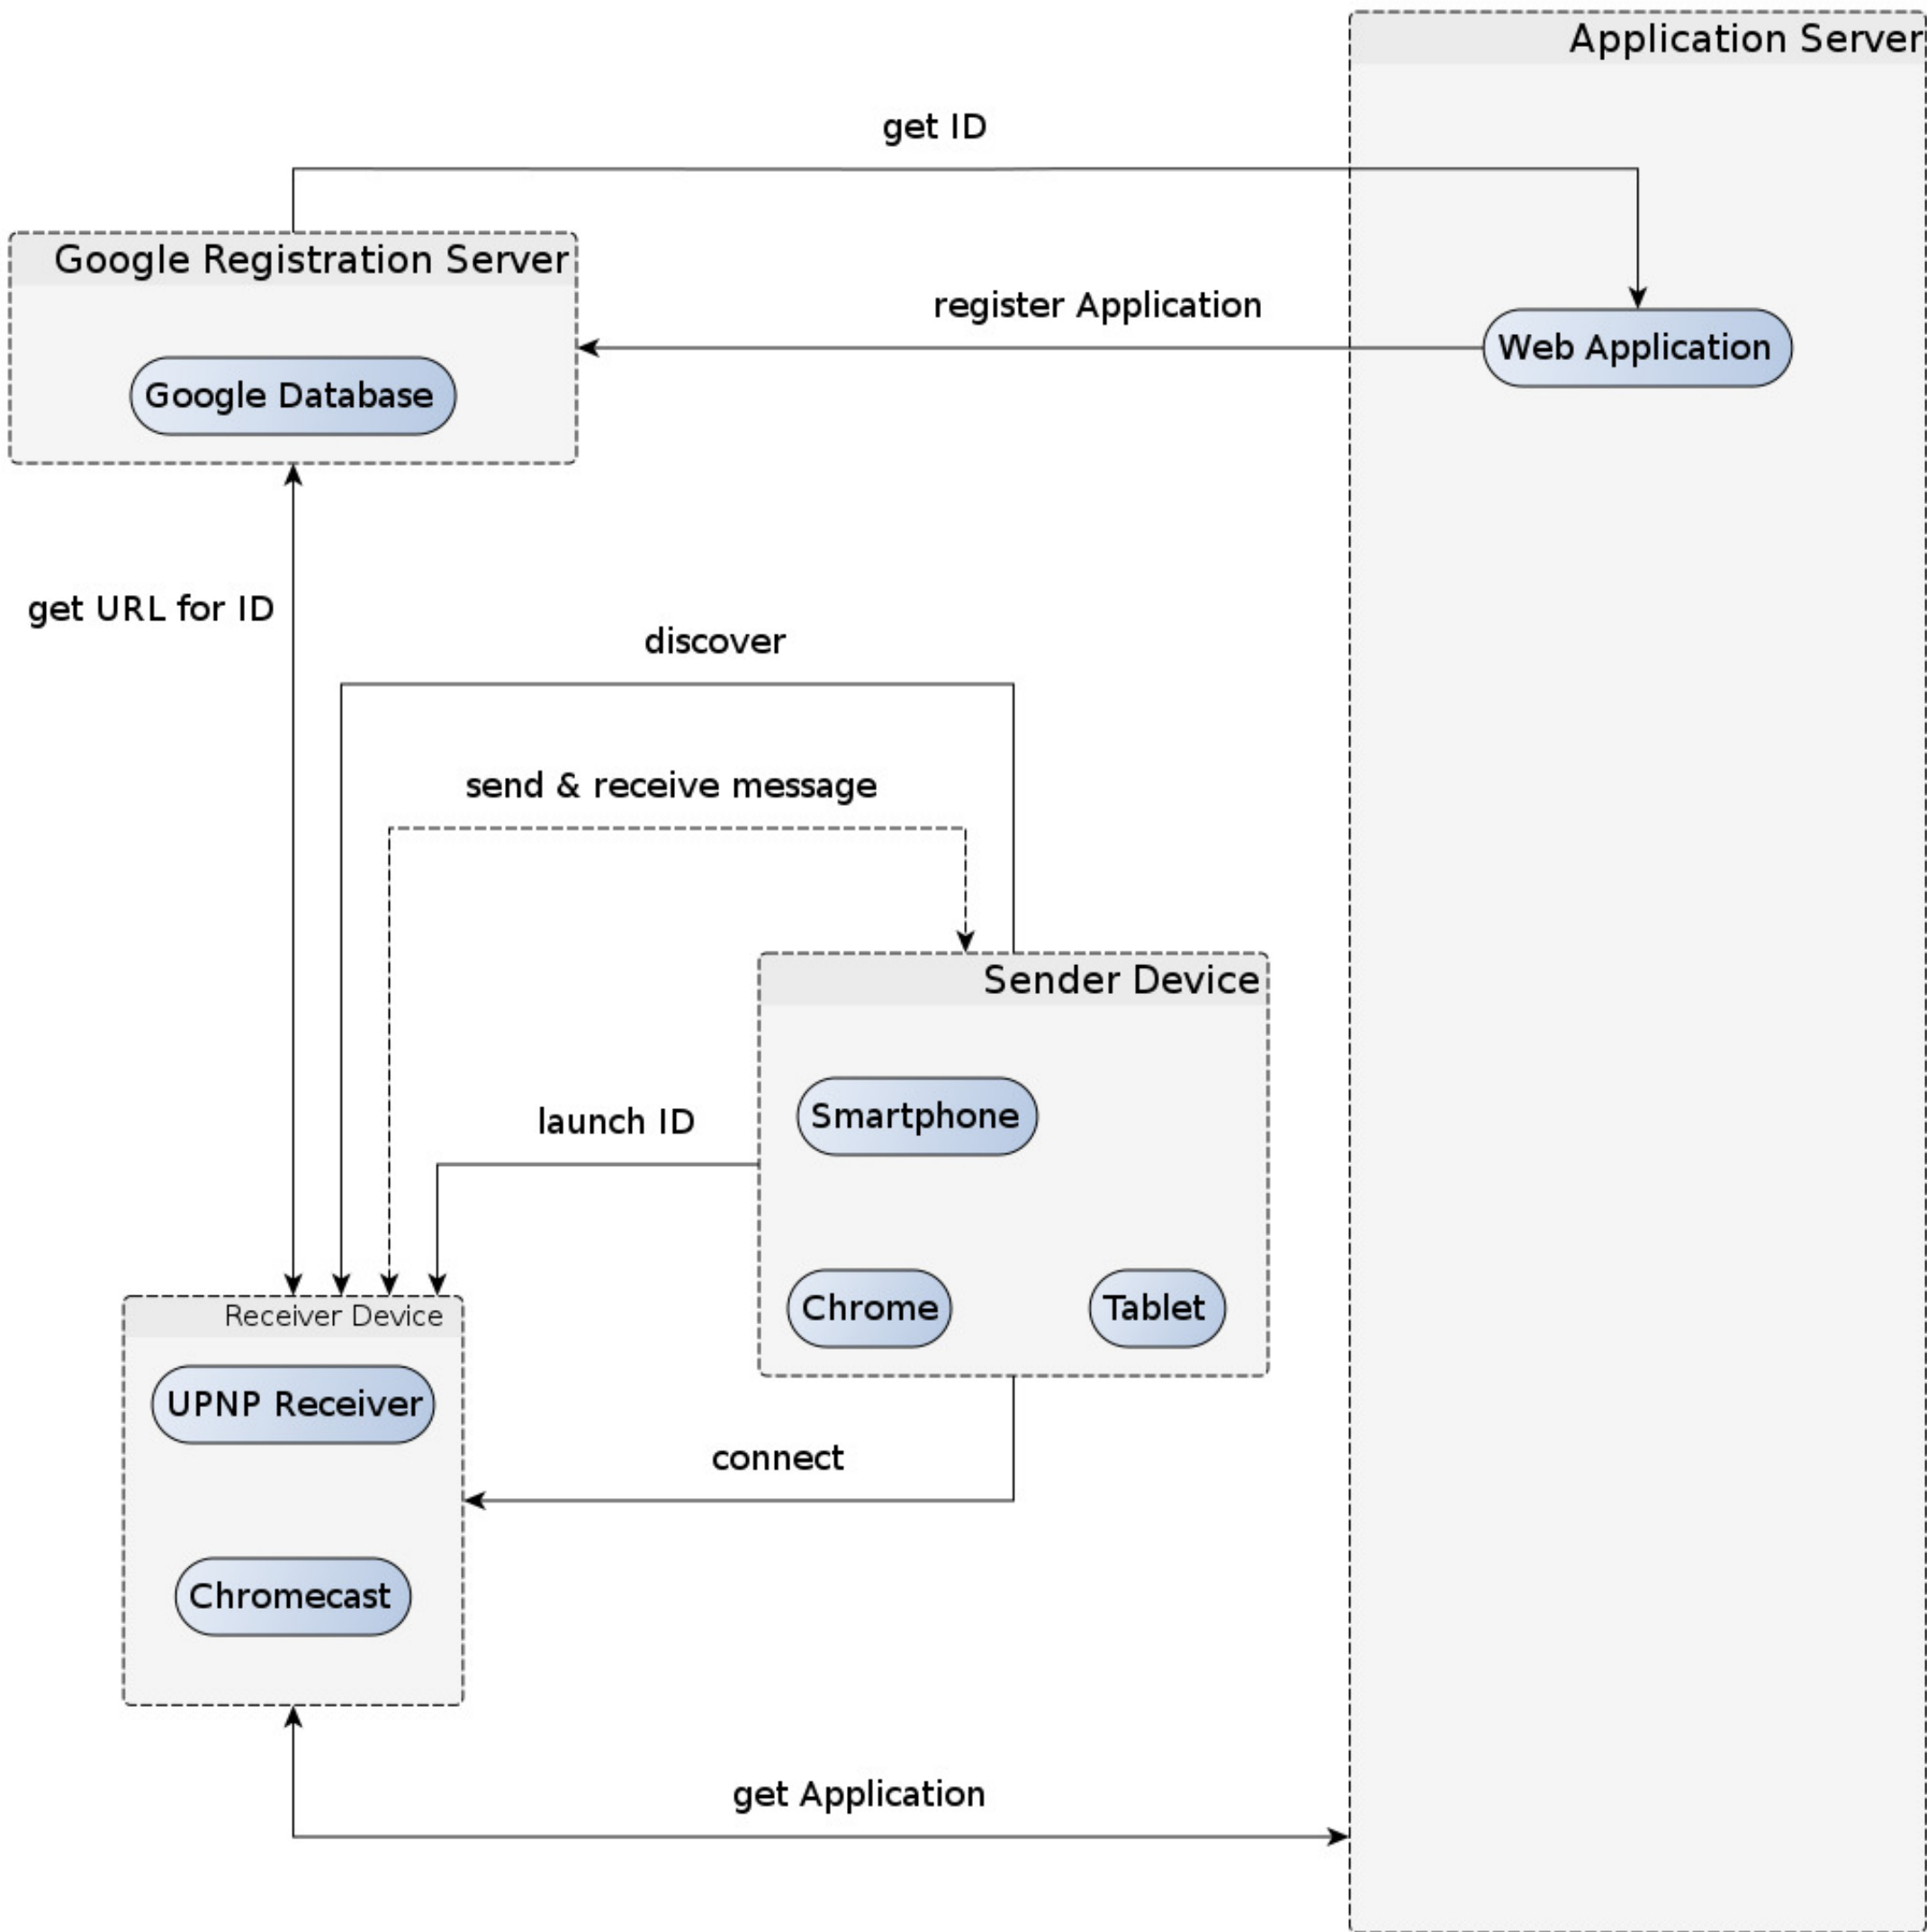 Application Server
get ID
Google Registration Server
register Application
Web Application
Google Database
get URL for ID
discover
send & receive message
Sender Device
Smartphone
launch ID
Chrome
Tablet
Receiver Device
UPNP Receiver
connect
Chromecast
get Application